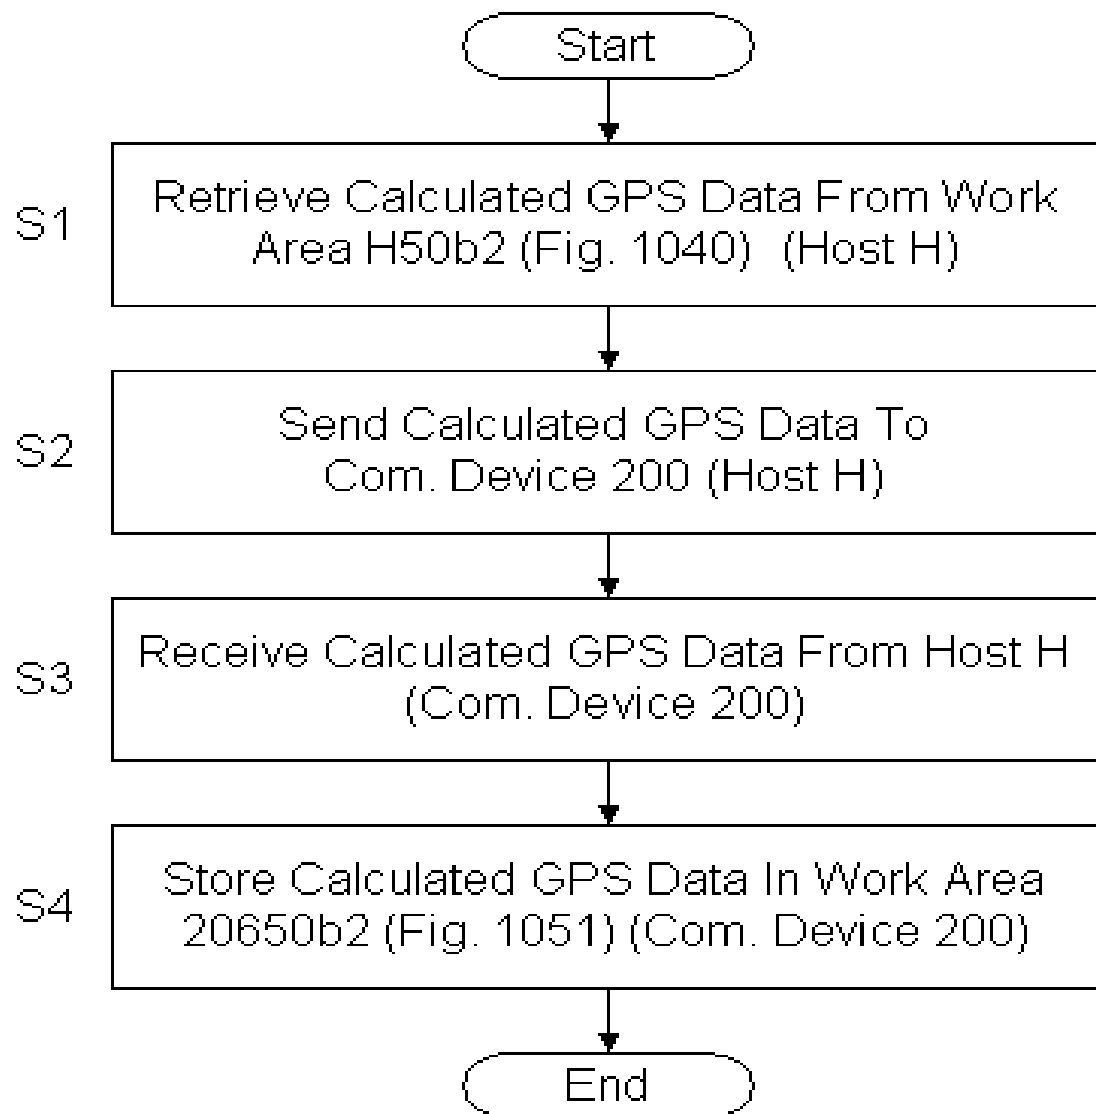 Start
S1
Retrieve Calculated GPS Data From Work
Area H50b2 (Fig. 1040) (Host H)
S2
Send Calculated GPS Data To
Com. Device 200 (Host H)
S3
Receive Calculated GPS Data From Host H
(Com. Device 200)
S4
Store Calculated GPS Data In Work Area
20650b2 (Fig. 1051) (Com. Device 200)
End